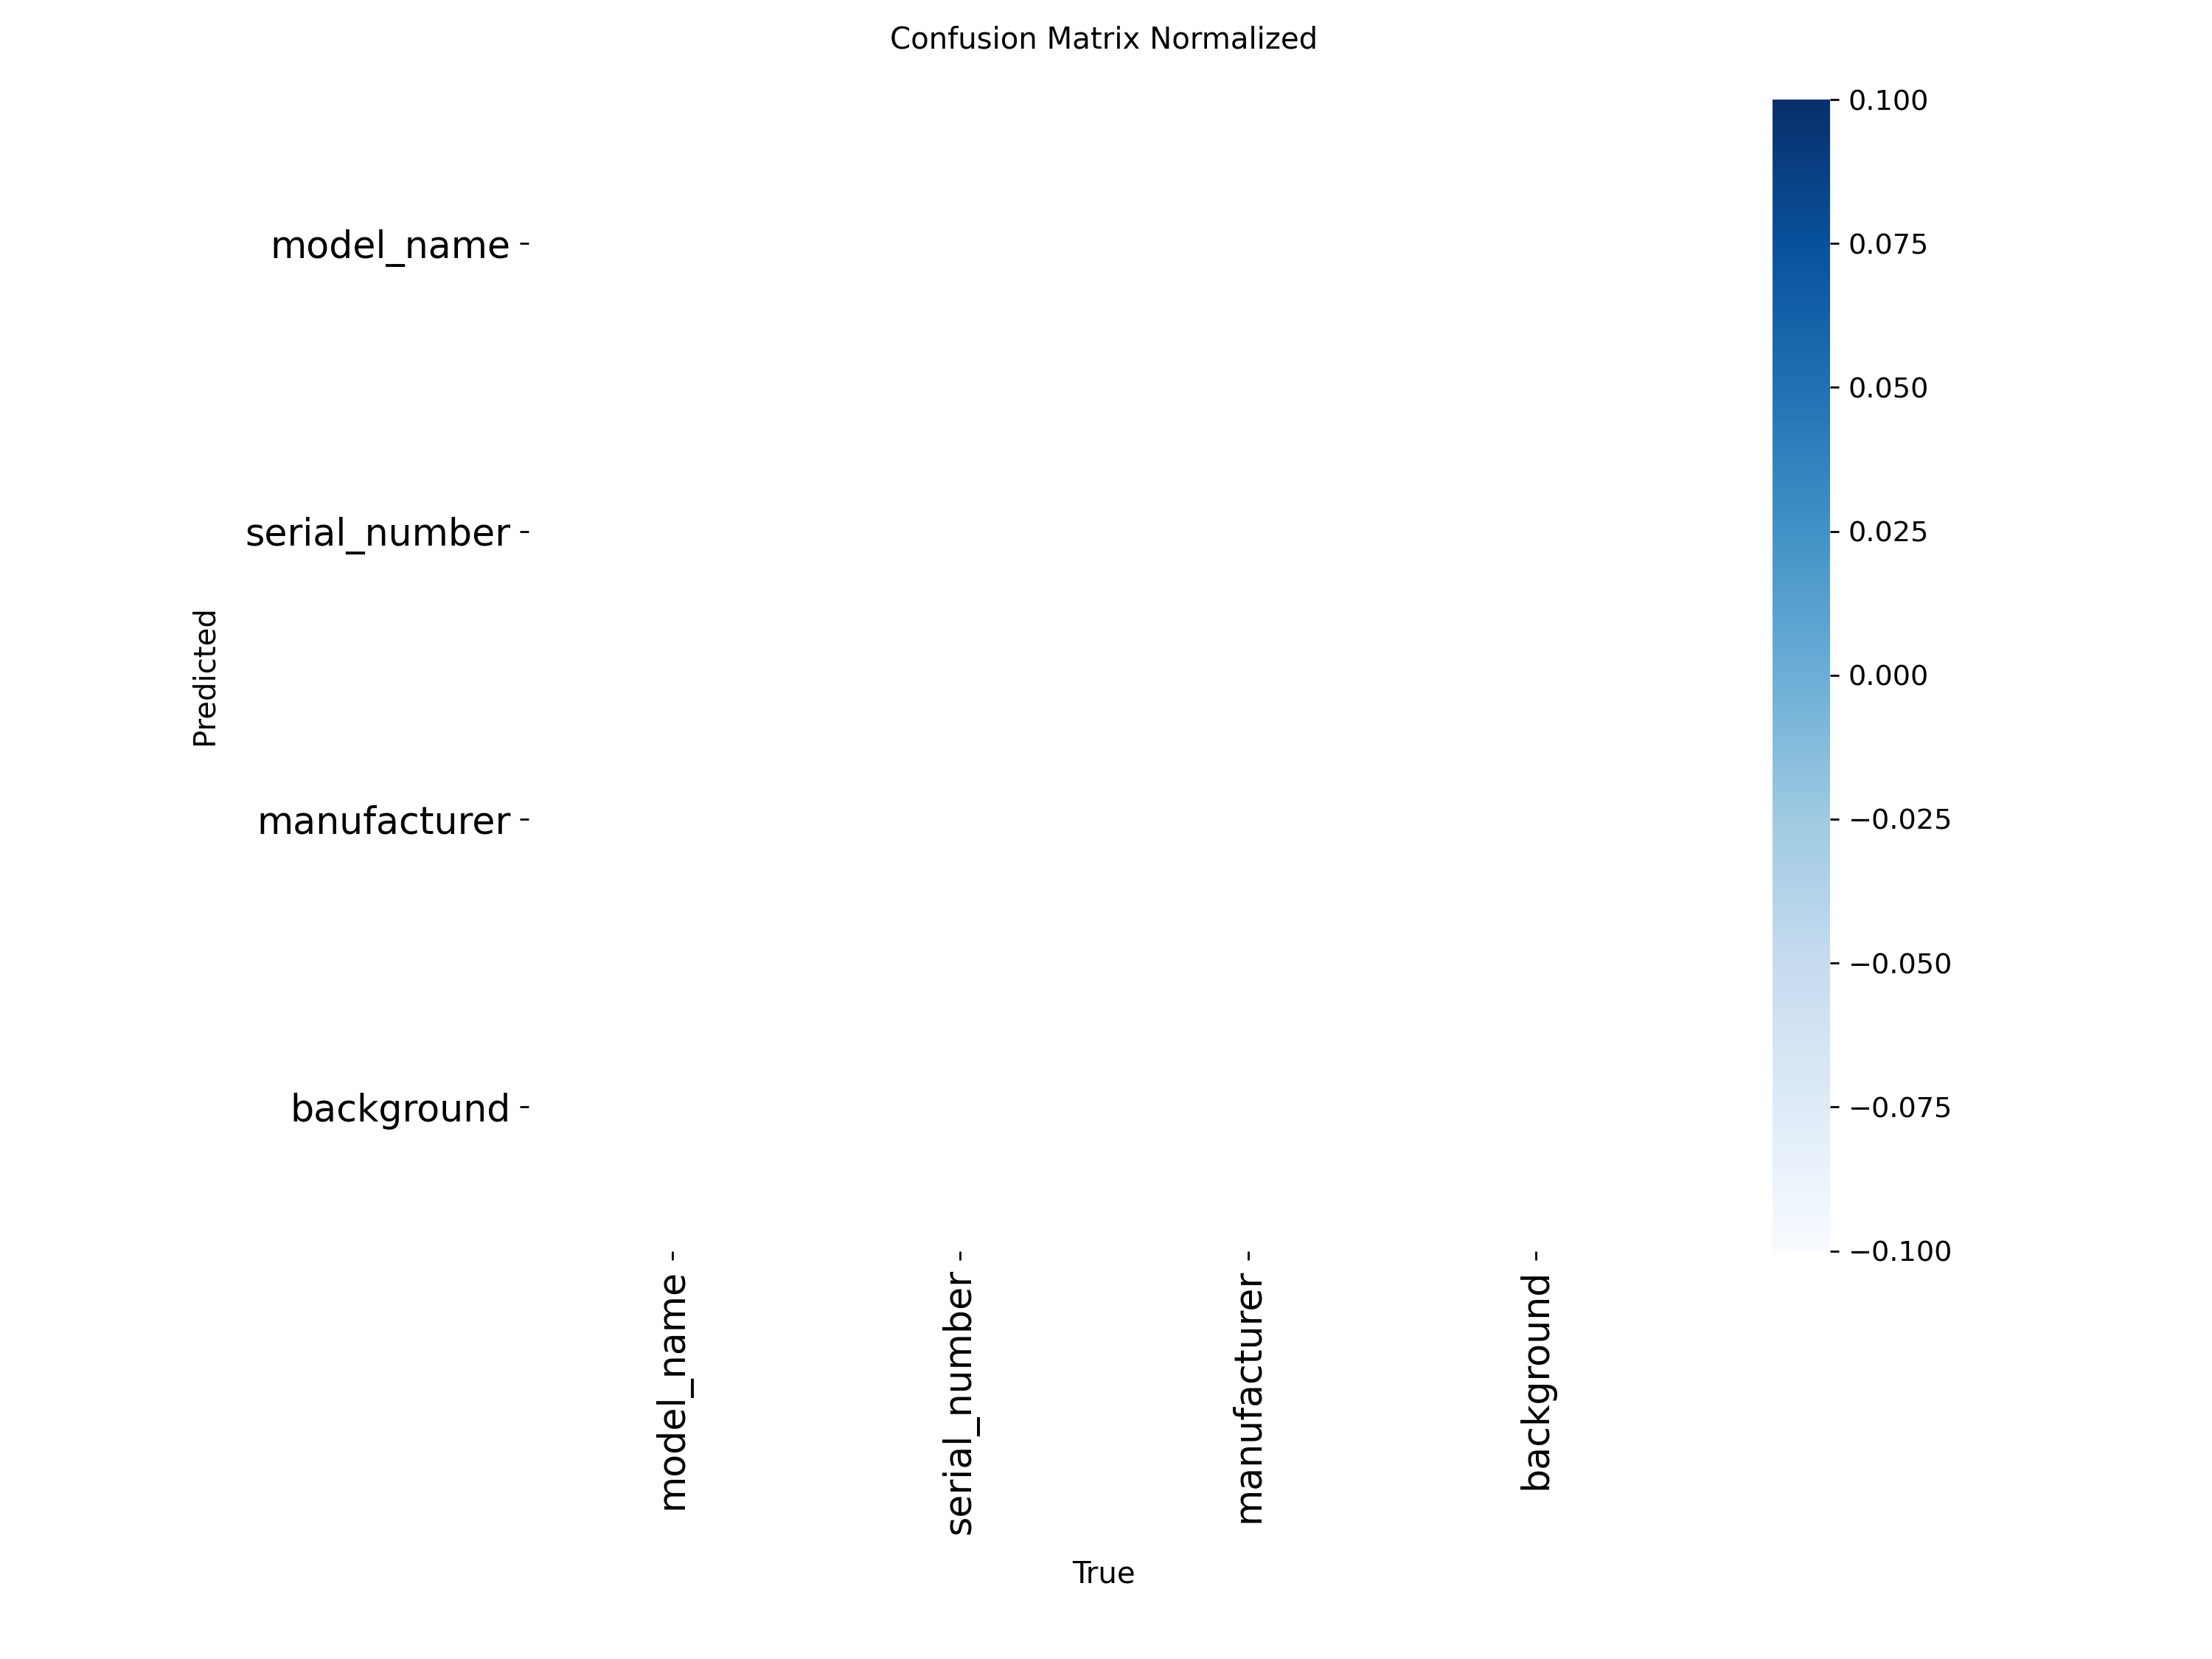 Confusion Matrix Normalized
Predicted
model_name
serial_number
manufacturer
background
model_name
serial_number
manufacturer
background
True
0.100
0.075
0.050
0.025
0.000
−0.025
−0.050
−0.075
−0.100